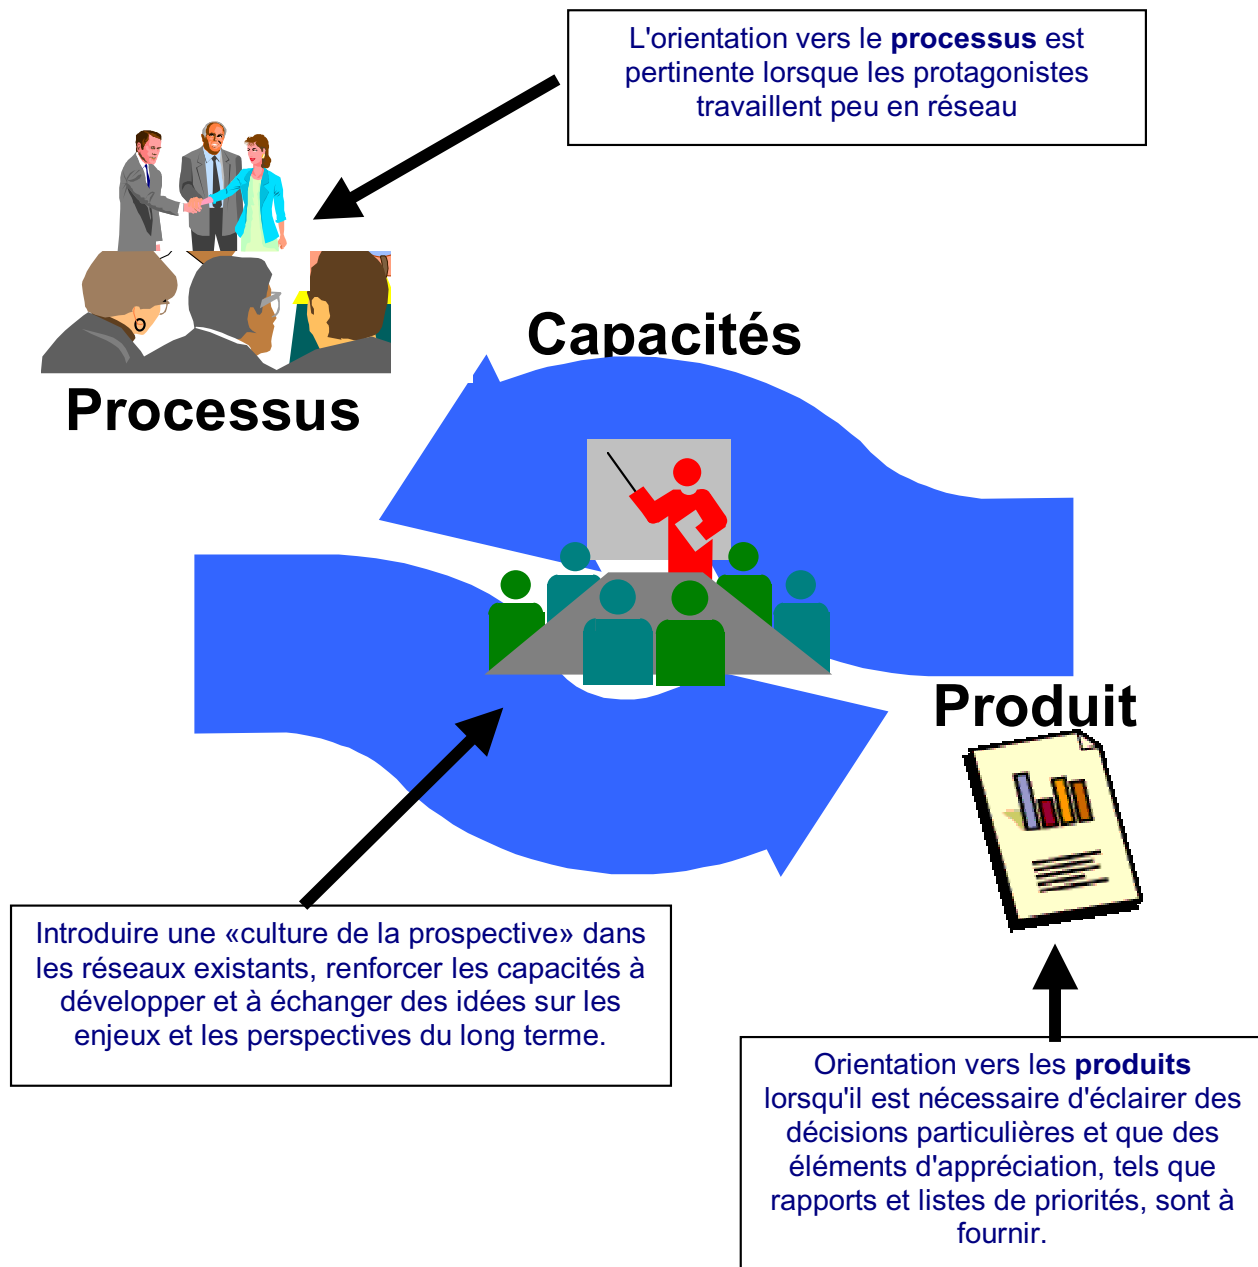 L'orientation vers le processus est
pertinente lorsque les protagonistes
travaillent peu en réseau
Capacités
Processus
Produit
Introduire une «culture de la prospective» dans
les réseaux existants, renforcer les capacités à
développer et à échanger des idées sur les
enjeux et les perspectives du long terme.
Orientation vers les produits
lorsqu'il est nécessaire d'éclairer des
décisions particulières et que des
éléments d'appréciation, tels que
rapports et listes de priorités, sont à
fournir.